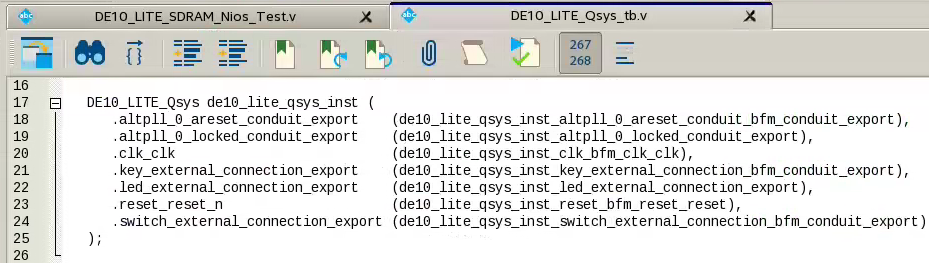 DE10_LITE_SDRAM_Nios_Test.v DE10_LITE_Qsys_tb.v
267
268
16
17 DE10_LITE_Qsys de10_lite_qsys_inst (
18 .altpll_0_areset_conduit_export (de10_lite_qsys_inst_altpll_0_areset_conduit_bfm_conduit_export),
19 .altpll_0_locked_conduit_export (de10_lite_qsys_inst_altpll_0_locked_conduit_export),
20 .clk_clk (de10_lite_qsys_inst_clk_bfm_clk_clk),
21 .key_external_connection_export (de10_lite_qsys_inst_key_external_connection_bfm_conduit_export),
22 .led_external_connection_export (de10_lite_qsys_inst_led_external_connection_export),
23 .reset_reset_n (de10_lite_qsys_inst_reset_bfm_reset_reset),
24 .switch_external_connection_export (de10_lite_qsys_inst_switch_external_connection_bfm_conduit_export)
25 );
26